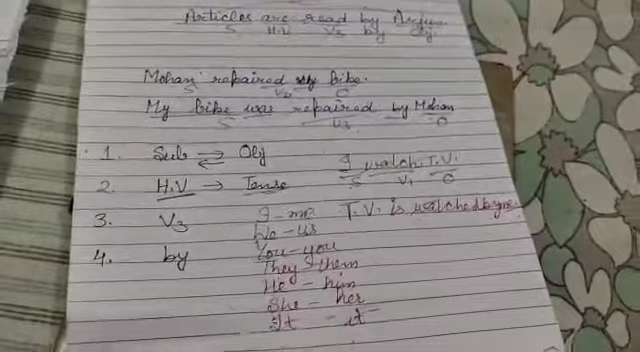 Articles are read by Arjun.
S H.V V3 by Obj
Mohan repaired my bike.
S V2 O
My bike was repaired by Mohan
S V3 O
1. Sub ⇄ Obj
I watch T.V.
S V1 O
2. H.V → Tense
3. V3
I - me
T.V. is watched by me.
We - us
4. by
You - you
They - them
He - him
She - her
It - it